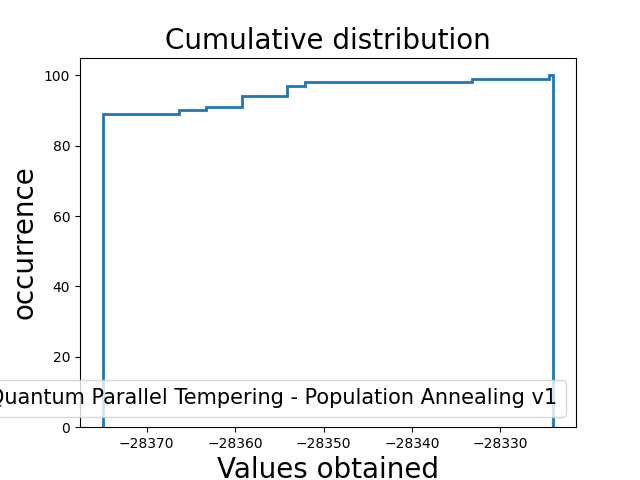 Cumulative distribution
occurrence
100
80
60
40
20
0
Quantum Parallel Tempering - Population Annealing v1
−28370 −28360 −28350 −28340 −28330
Values obtained